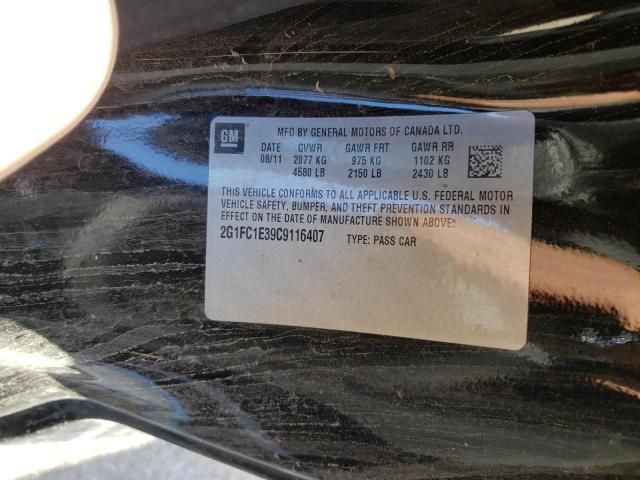 GM
MFD BY GENERAL MOTORS OF CANADA LTD.
DATE GVWR GAWR FRT GAWR RR
08/11 2077 KG 975 KG 1102 KG
4580 LB 2150 LB 2430 LB
THIS VEHICLE CONFORMS TO ALL APPLICABLE U.S. FEDERAL MOTOR
VEHICLE SAFETY, BUMPER, AND THEFT PREVENTION STANDARDS IN
EFFECT ON THE DATE OF MANUFACTURE SHOWN ABOVE:
2G1FC1E39C9116407 TYPE: PASS CAR